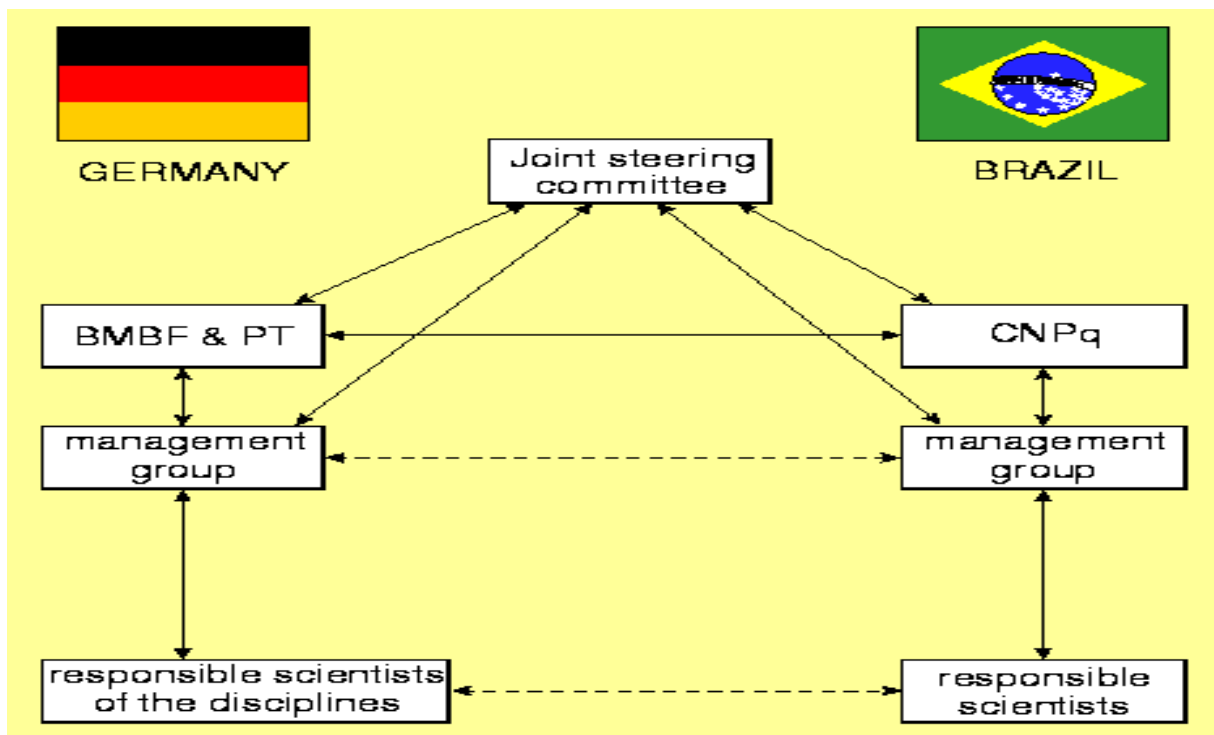 GERMANY
BRAZIL
Joint steering
committee
BMBF & PT
CNPq
management
group
management
group
responsible scientists
of the disciplines
responsible
scientists